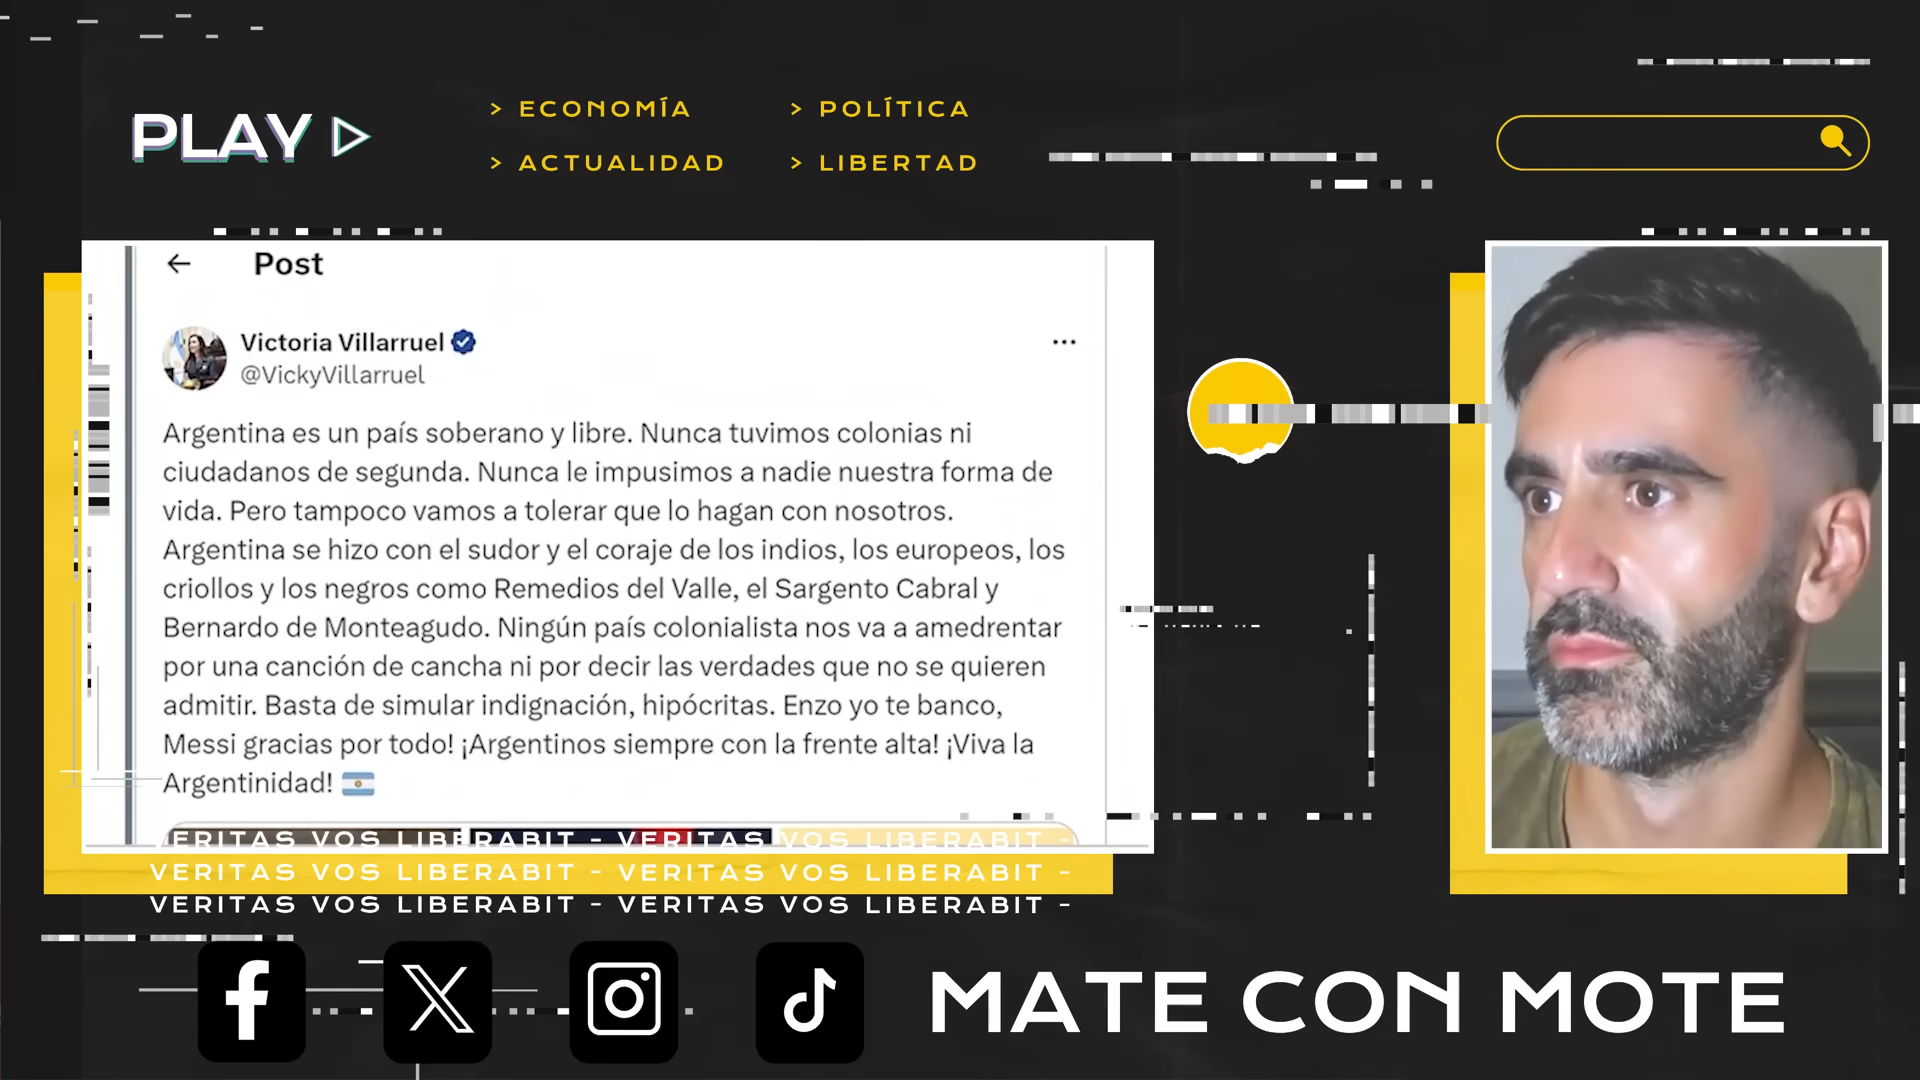 PLAY
> ECONOMÍA
> POLÍTICA
> ACTUALIDAD
> LIBERTAD
Post
Victoria Villarruel
@VickyVillarruel
Argentina es un país soberano y libre. Nunca tuvimos colonias ni
ciudadanos de segunda. Nunca le impusimos a nadie nuestra forma de
vida. Pero tampoco vamos a tolerar que lo hagan con nosotros.
Argentina se hizo con el sudor y el coraje de los indios, los europeos, los
criollos y los negros como Remedios del Valle, el Sargento Cabral y
Bernardo de Monteagudo. Ningún país colonialista nos va a amedrentar
por una canción de cancha ni por decir las verdades que no se quieren
admitir. Basta de simular indignación, hipócritas. Enzo yo te banco,
Messi gracias por todo! ¡Argentinos siempre con la frente alta! ¡Viva la
Argentinidad! 🇦🇷
VERITAS VOS LIBERABIT - VERITAS VOS LIBERABIT -
VERITAS VOS LIBERABIT - VERITAS VOS LIBERABIT -
VERITAS VOS LIBERABIT - VERITAS VOS LIBERABIT -
MATE CON MOTE